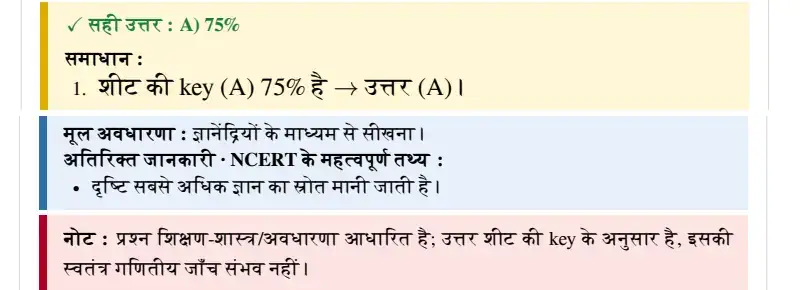 ✓ सही उत्तर : A) 75%
समाधान :
1. शीट की key (A) 75% है → उत्तर (A)।
मूल अवधारणा : ज्ञानेंद्रियों के माध्यम से सीखना।
अतिरिक्त जानकारी · NCERT के महत्वपूर्ण तथ्य :
• दृष्टि सबसे अधिक ज्ञान का स्रोत मानी जाती है।
नोट : प्रश्न शिक्षण-शास्त्र/अवधारणा आधारित है; उत्तर शीट की key के अनुसार है, इसकी
स्वतंत्र गणितीय जाँच संभव नहीं।